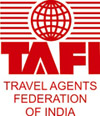 TAFI
TRAVEL AGENTS
FEDERATION
OF INDIA